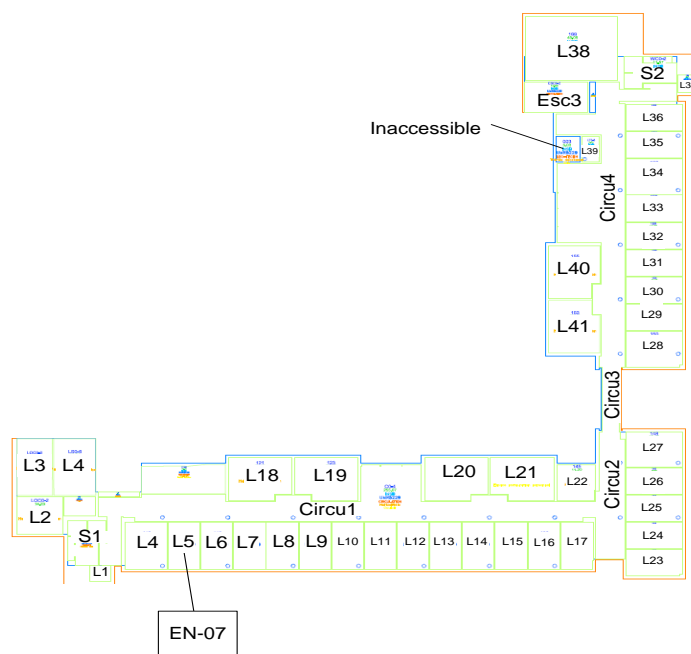 L38
S2
L3
Esc3
L36
Inaccessible
L35
L39
L34
Circu4
L33
L32
L31
L40
L30
L29
L41
L28
Circu3
L27
L3
L4
L18
L19
L20
L21
L22
L26
Circu2
L2
Circu1
L25
S1
L4
L5
L6
L7
L8
L9
L10
L11
L12
L13
L14
L15
L16
L17
L24
L23
L1
EN-07